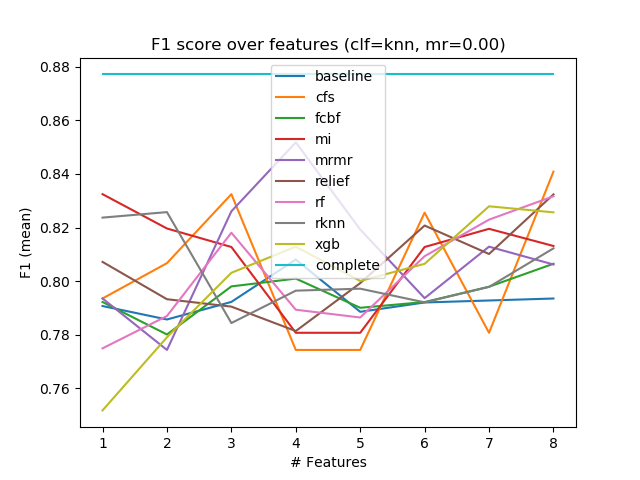 F1 score over features (clf=knn, mr=0.00)
0.88
0.86
0.84
0.82
0.80
0.78
0.76
F1 (mean)
baseline
cfs
fcbf
mi
mrmr
relief
rf
rknn
xgb
complete
1 2 3 4 5 6 7 8
# Features